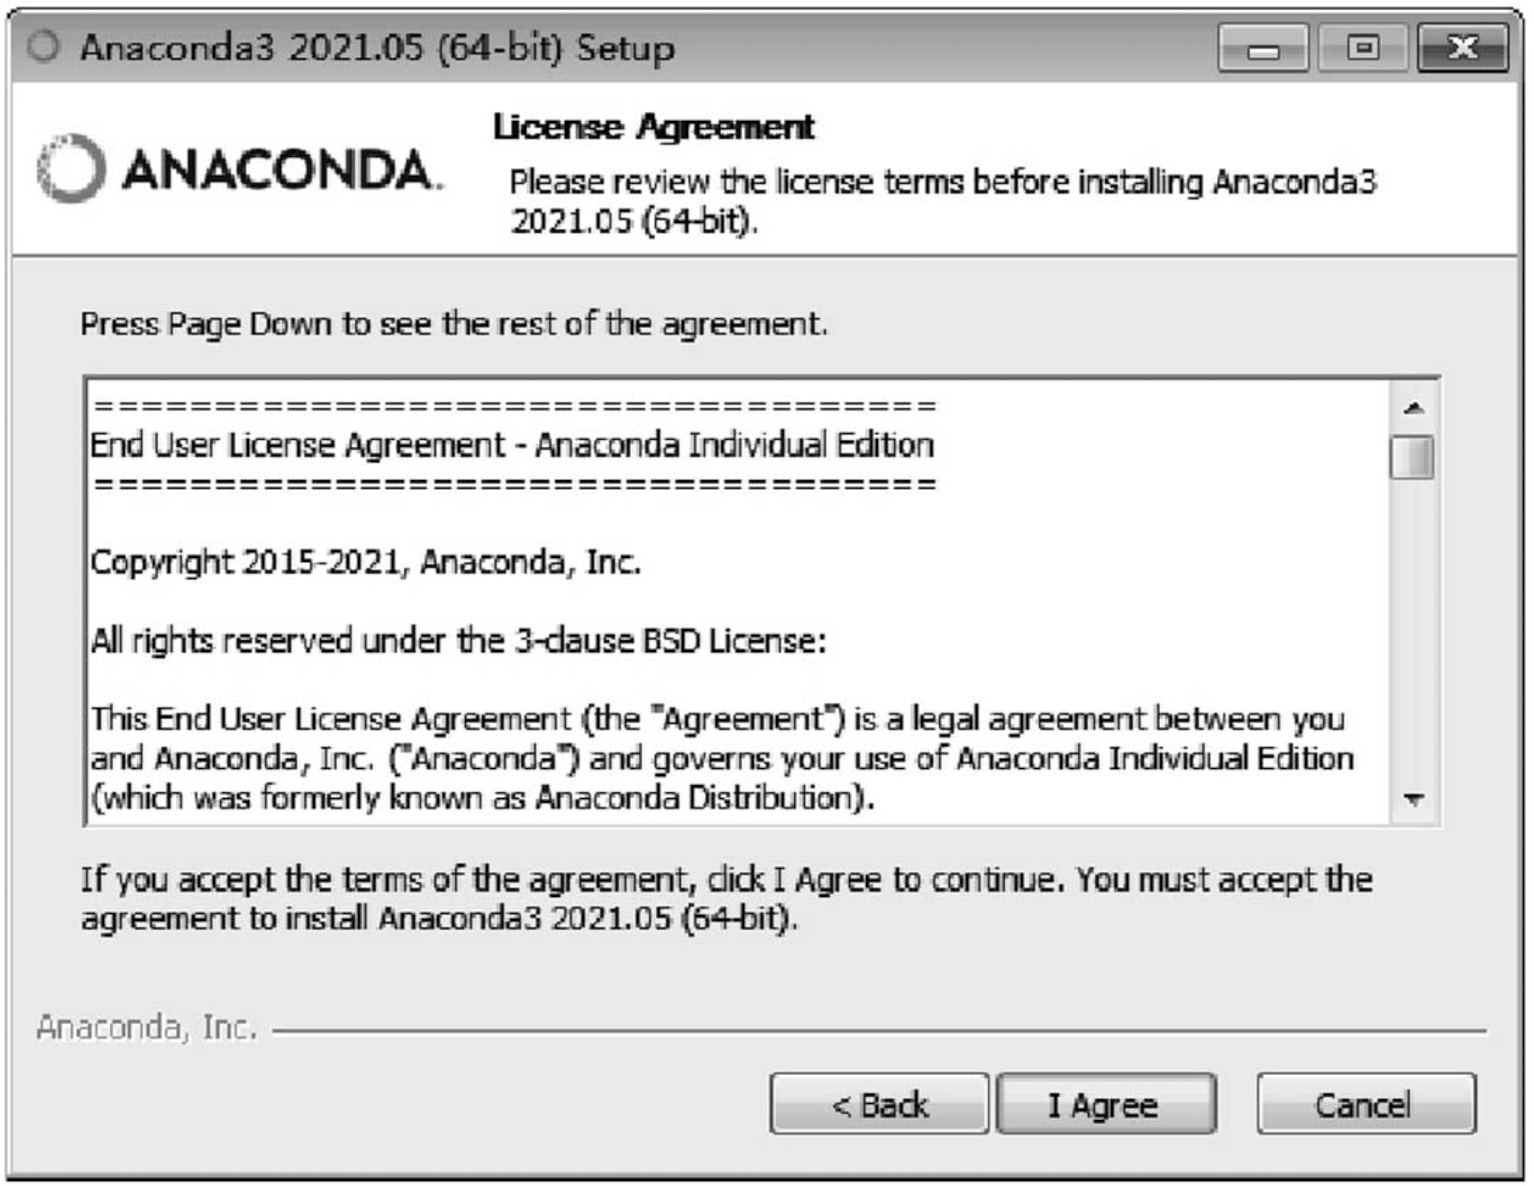 Anaconda3 2021.05 (64-bit) Setup
ANACONDA.
License Agreement
Please review the license terms before installing Anaconda3
2021.05 (64-bit).
Press Page Down to see the rest of the agreement.
===================================
End User License Agreement - Anaconda Individual Edition
===================================
Copyright 2015-2021, Anaconda, Inc.
All rights reserved under the 3-clause BSD License:
This End User License Agreement (the "Agreement") is a legal agreement between you
and Anaconda, Inc. ("Anaconda") and governs your use of Anaconda Individual Edition
(which was formerly known as Anaconda Distribution).
If you accept the terms of the agreement, click I Agree to continue. You must accept the
agreement to install Anaconda3 2021.05 (64-bit).
Anaconda, Inc.
< Back
I Agree
Cancel